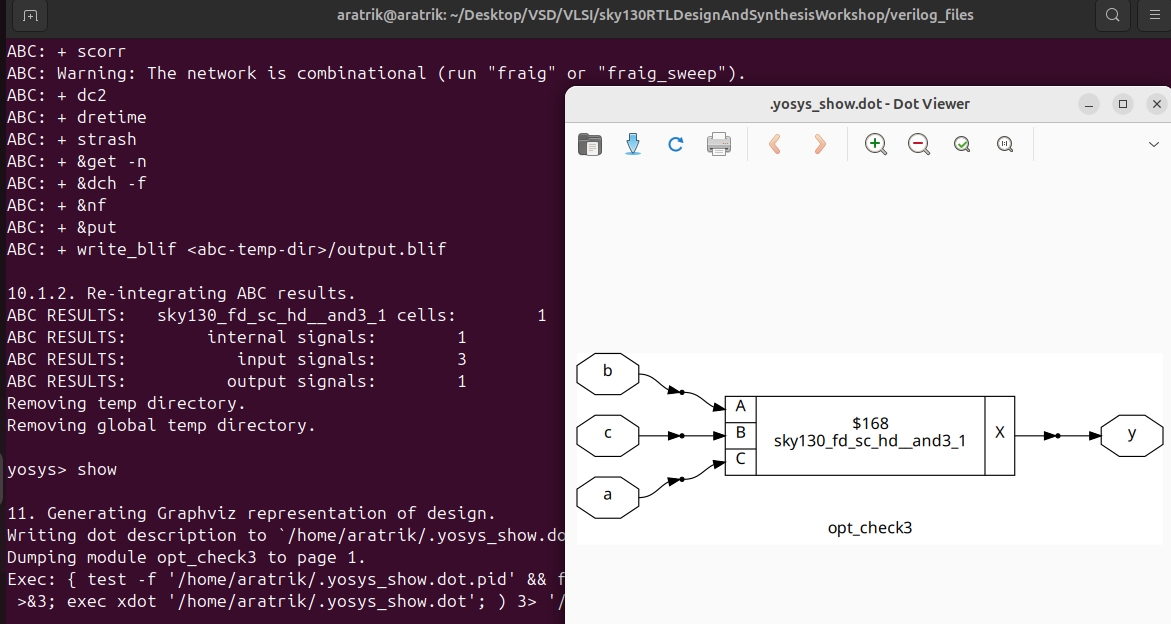 aratrik@aratrik: ~/Desktop/VSD/VLSI/sky130RTLDesignAndSynthesisWorkshop/verilog_files
ABC: + scorr
ABC: Warning: The network is combinational (run "fraig" or "fraig_sweep").
ABC: + dc2
ABC: + dretime
ABC: + strash
ABC: + &get -n
ABC: + &dch -f
ABC: + &nf
ABC: + &put
ABC: + write_blif <abc-temp-dir>/output.blif
10.1.2. Re-integrating ABC results.
ABC RESULTS:   sky130_fd_sc_hd__and3_1 cells:        1
ABC RESULTS:        internal signals:        1
ABC RESULTS:           input signals:        3
ABC RESULTS:          output signals:        1
Removing temp directory.
Removing global temp directory.
yosys> show
11. Generating Graphviz representation of design.
Writing dot description to `/home/aratrik/.yosys_show.do
Dumping module opt_check3 to page 1.
Exec: { test -f '/home/aratrik/.yosys_show.dot.pid' && f
>&3; exec xdot '/home/aratrik/.yosys_show.dot'; ) 3> '/
.yosys_show.dot - Dot Viewer
b
c
a
A
B
C
$168
sky130_fd_sc_hd__and3_1
X
y
opt_check3